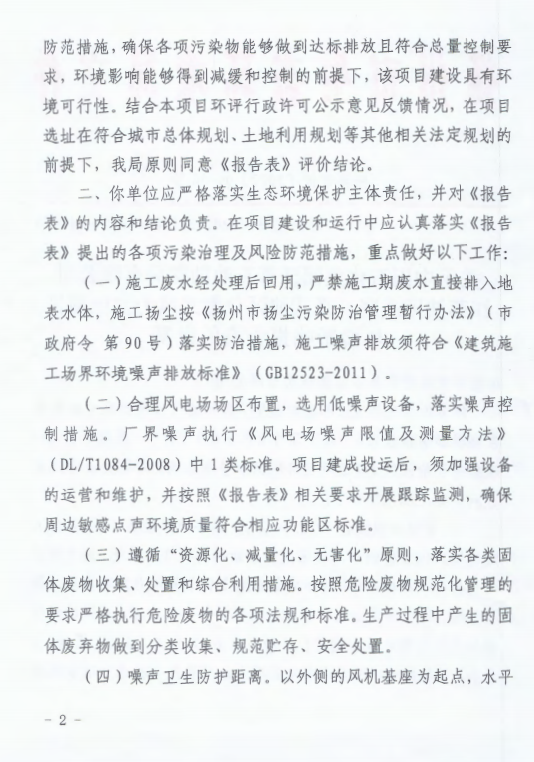 防范措施，确保各项污染物能够做到达标排放且符合总量控制要
求，环境影响能够得到减缓和控制的前提下，该项目建设具有环
境可行性。结合本项目环评行政许可公示意见反馈情况，在项目
选址在符合城市总体规划、土地利用规划等其他相关法定规划的
前提下，我局原则同意《报告表》评价结论。
二、你单位应严格落实生态环境保护主体责任，并对《报告
表》的内容和结论负责。在项目建设和运行中应认真落实《报告
表》提出的各项污染治理及风险防范措施，重点做好以下工作：
（一）施工废水经处理后回用，严禁施工期废水直接排入地
表水体，施工扬尘按《扬州市扬尘污染防治管理暂行办法》（市
政府令 第 90 号）落实防治措施，施工噪声排放须符合《建筑施
工场界环境噪声排放标准》（GB12523-2011）。
（二）合理风电场场区布置，选用低噪声设备，落实噪声控
制措施。厂界噪声执行《风电场噪声限值及测量方法》
（DL/T1084-2008）中 1 类标准。项目建成投运后，须加强设备
的运营和维护，并按照《报告表》相关要求开展跟踪监测，确保
周边敏感点声环境质量符合相应功能区标准。
（三）遵循“资源化、减量化、无害化”原则，落实各类固
体废物收集、处置和综合利用措施。按照危险废物规范化管理的
要求严格执行危险废物的各项法规和标准。生产过程中产生的固
体废弃物做到分类收集、规范贮存、安全处置。
（四）噪声卫生防护距离。以外侧的风机基座为起点，水平
- 2 -